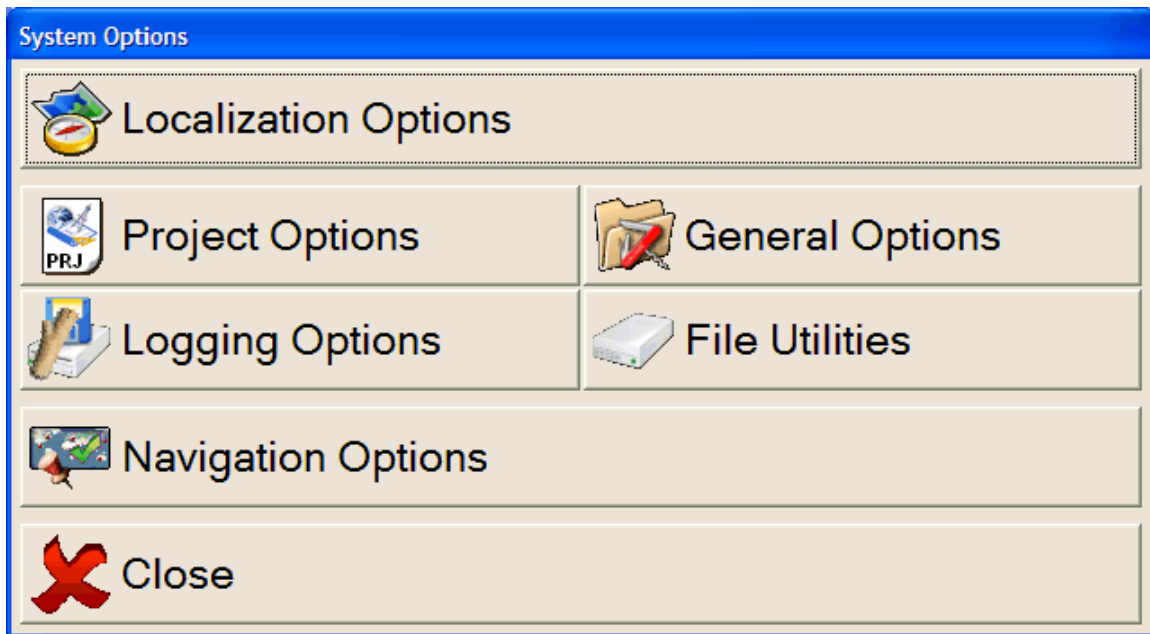 System Options
Localization Options
PRJ
Project Options
General Options
Logging Options
File Utilities
Navigation Options
Close